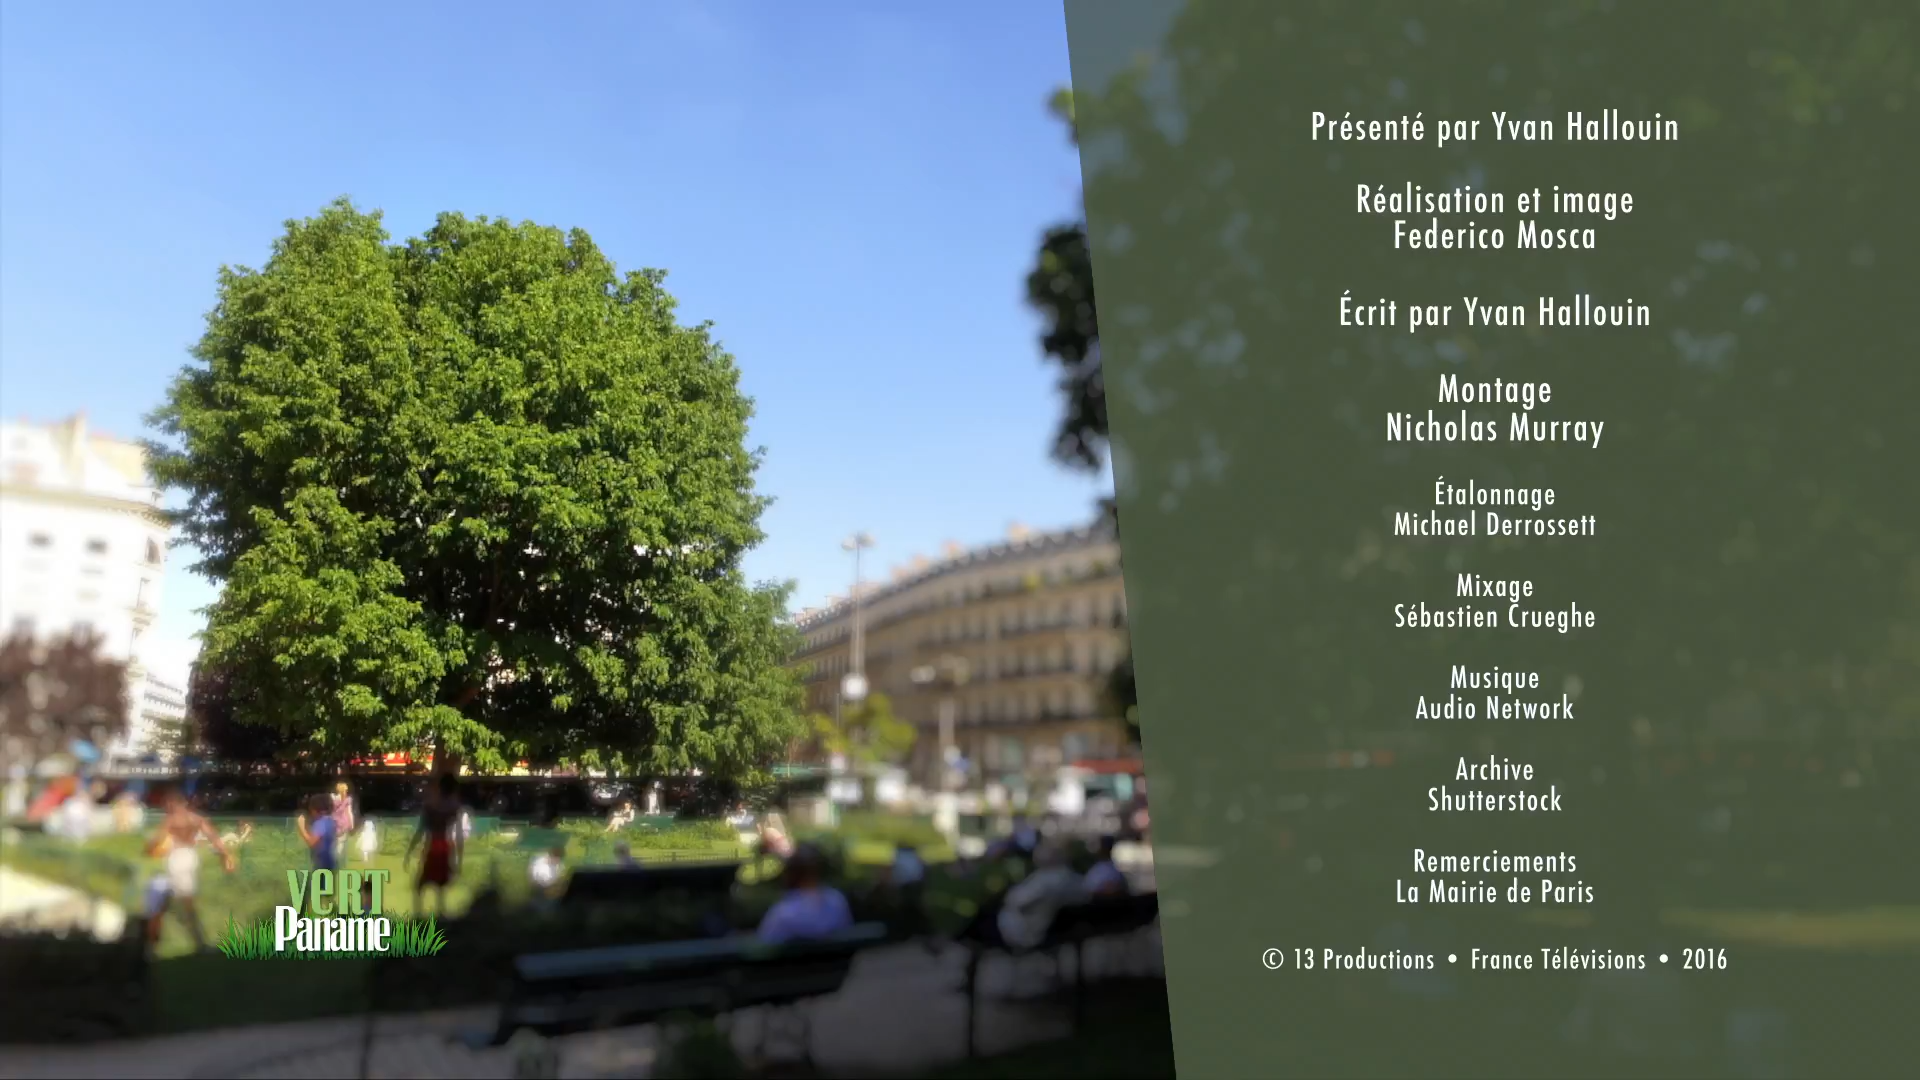 Présenté par Yvan Hallouin
Réalisation et image
Federico Mosca
Écrit par Yvan Hallouin
Montage
Nicholas Murray
Étalonnage
Michael Derrossett
Mixage
Sébastien Crueghe
Musique
Audio Network
Archive
Shutterstock
Remerciements
La Mairie de Paris
© 13 Productions • France Télévisions • 2016
VERT
Paname